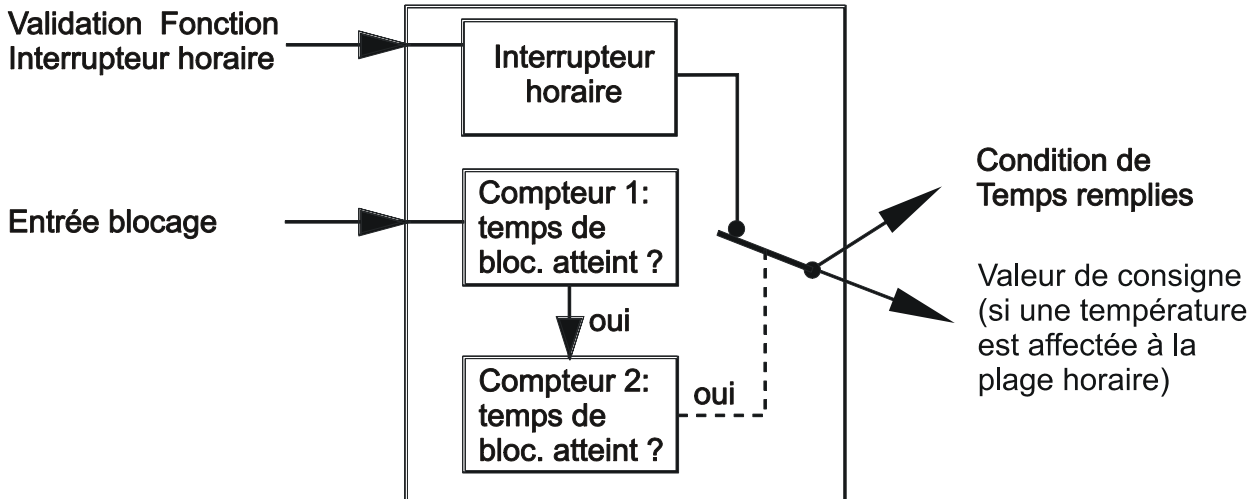 Validation Fonction
Interrupteur horaire
Interrupteur
horaire
Entrée blocage
Compteur 1:
temps de
bloc. atteint ?
oui
Compteur 2:
temps de
bloc. atteint ?
oui
Condition de
Temps remplies
Valeur de consigne
(si une température
est affectée à la
plage horaire)